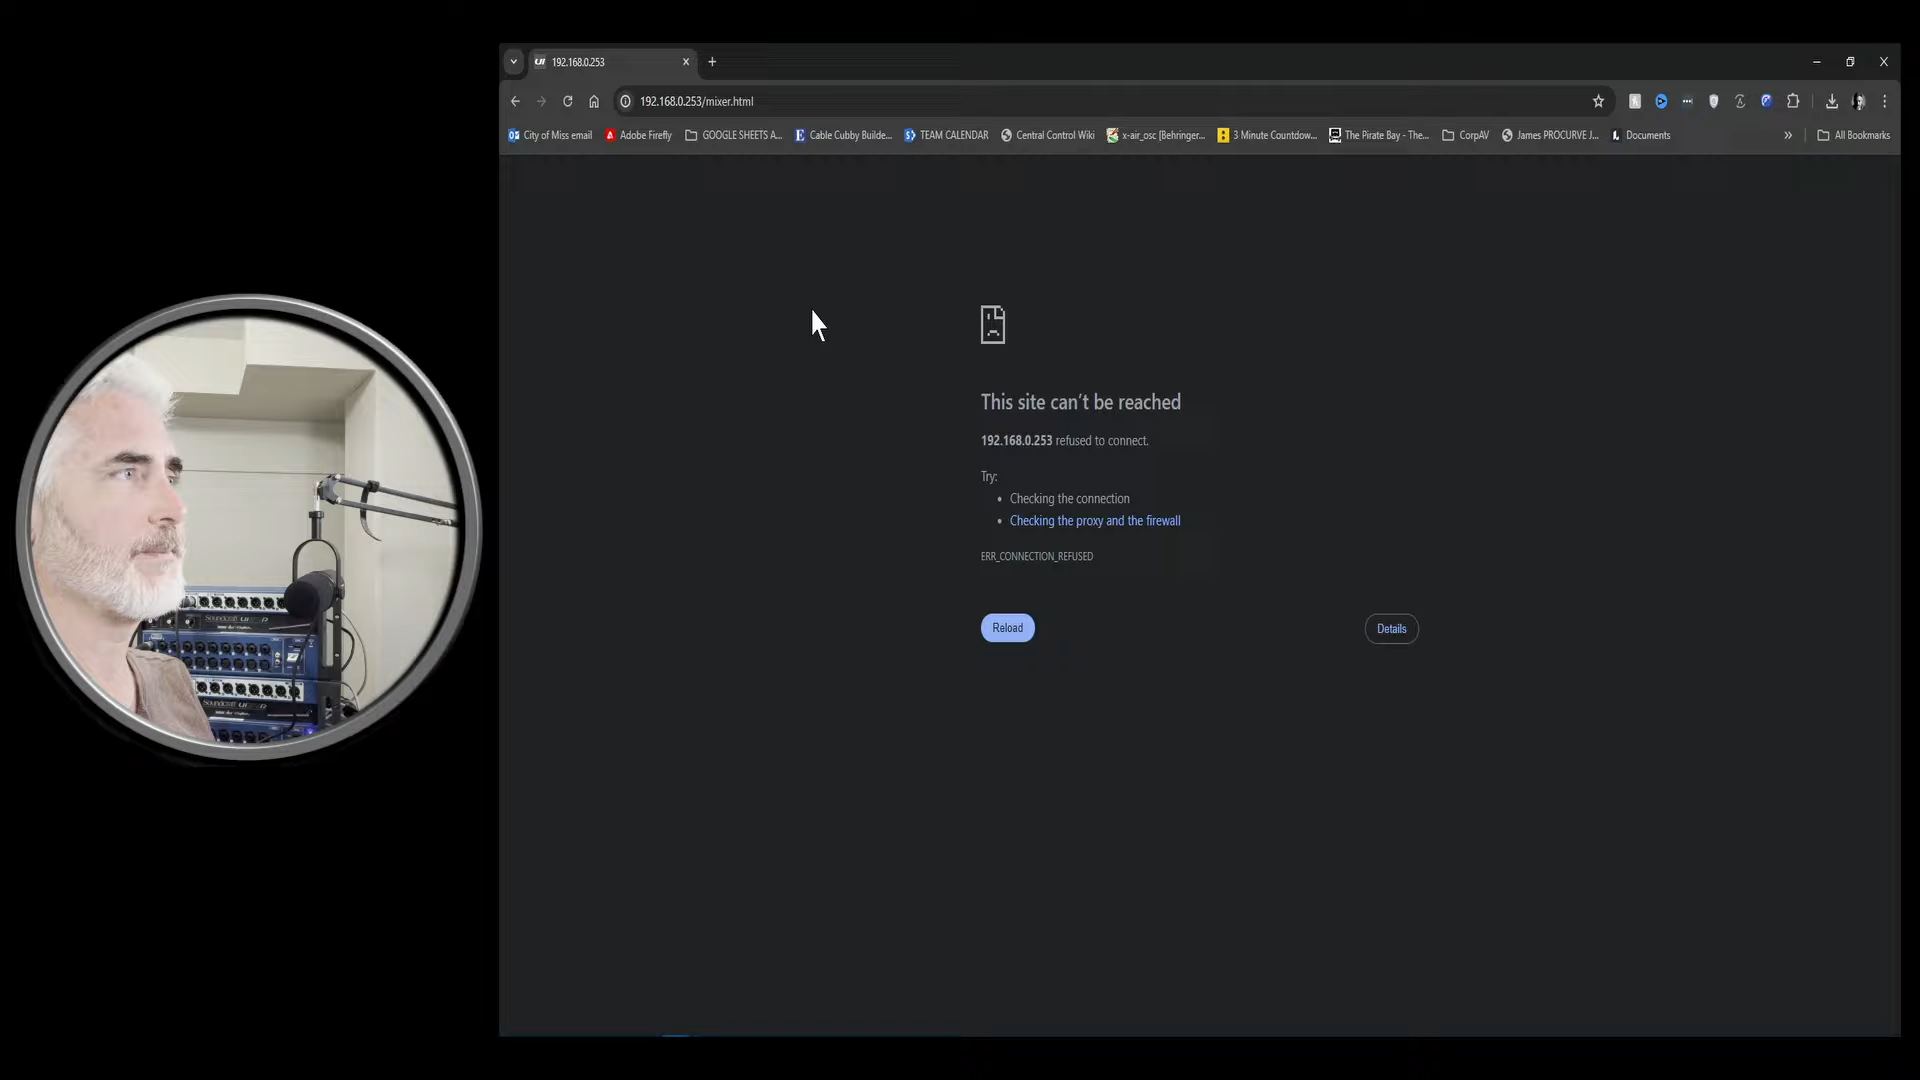 192.168.0.253
192.168.0.253/mixer.html
City of Miss email
Adobe Firefly
GOOGLE SHEETS A...
Cable Cubby Builde...
TEAM CALENDAR
Central Control Wiki
x-air_osc [Behringer...
3 Minute Countdow...
The Pirate Bay - The...
CorpAV
James PROCURVE J...
Documents
All Bookmarks
This site can't be reached
192.168.0.253 refused to connect.
Try:
• Checking the connection
• Checking the proxy and the firewall
ERR_CONNECTION_REFUSED
Reload
Details
Soundcraft
Soundcraft